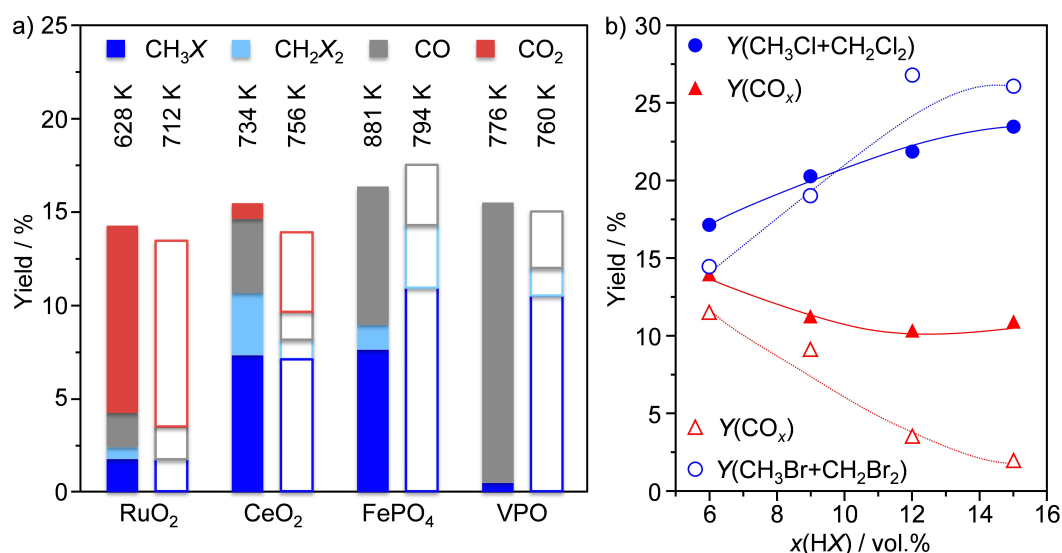 a)
CH₃X
CH₂X₂
CO
CO₂
628 K
712 K
734 K
756 K
881 K
794 K
776 K
760 K
25
20
15
10
5
0
Yield / %
RuO₂
CeO₂
FePO₄
VPO
b)
Y(CH₃Cl+CH₂Cl₂)
Y(COₓ)
Y(COₓ)
Y(CH₃Br+CH₂Br₂)
30
25
20
15
10
5
0
Yield / %
6
8
10
12
14
16
x(HX) / vol.%